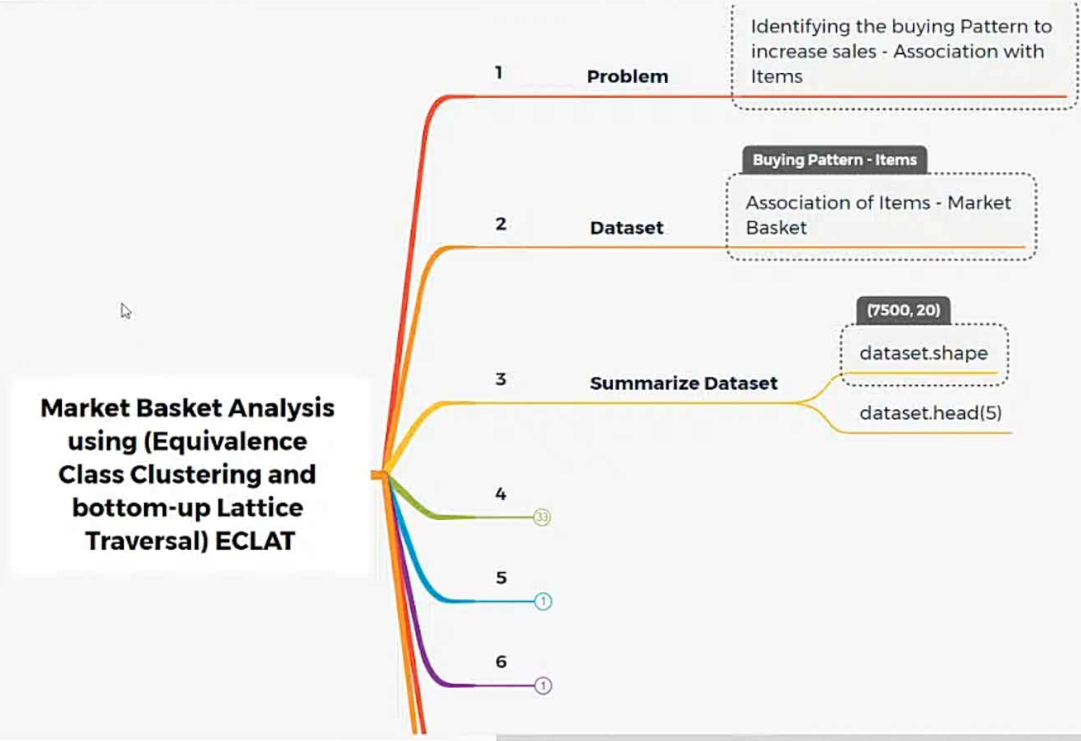 Identifying the buying Pattern to
increase sales - Association with
Items
1
Problem
Buying Pattern - Items
Association of Items - Market
Basket
2
Dataset
(7500, 20)
dataset.shape
3
Summarize Dataset
dataset.head(5)
Market Basket Analysis
using (Equivalence
Class Clustering and
bottom-up Lattice
Traversal) ECLAT
4
33
5
1
6
1